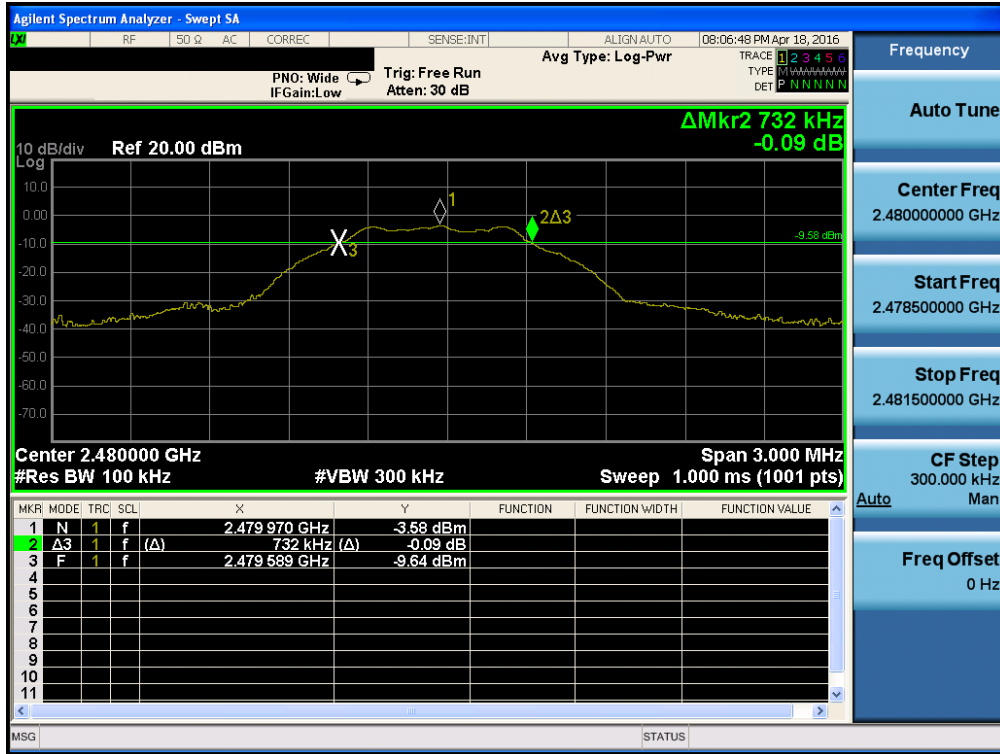 Agilent Spectrum Analyzer - Swept SA
LXI RF 50 Ω AC CORREC SENSE:INT ALIGN AUTO 08:06:48 PM Apr 18, 2016
Frequency
PNO: Wide Trig: Free Run Avg Type: Log-Pwr TRACE 1 2 3 4 5 6
IFGain:Low Atten: 30 dB TYPE M WWWWW
DET P N N N N N
Auto Tune
ΔMkr2 732 kHz
-0.09 dB
10 dB/div Ref 20.00 dBm
Log
10.0
0.00
-10.0
-20.0
-30.0
-40.0
-50.0
-60.0
-70.0
1
2Δ3
3
-9.58 dBm
Center 2.480000 GHz Span 3.000 MHz
#Res BW 100 kHz #VBW 300 kHz Sweep 1.000 ms (1001 pts)
Center Freq
2.480000000 GHz
Start Freq
2.478500000 GHz
Stop Freq
2.481500000 GHz
CF Step
300.000 kHz
Auto Man
Freq Offset
0 Hz
MKR MODE TRC SCL X Y FUNCTION FUNCTION WIDTH FUNCTION VALUE
1 N 1 f 2.479 970 GHz -3.58 dBm
2 Δ3 1 f (Δ) 732 kHz (Δ) -0.09 dB
3 F 1 f 2.479 589 GHz -9.64 dBm
4
5
6
7
8
9
10
11
MSG STATUS